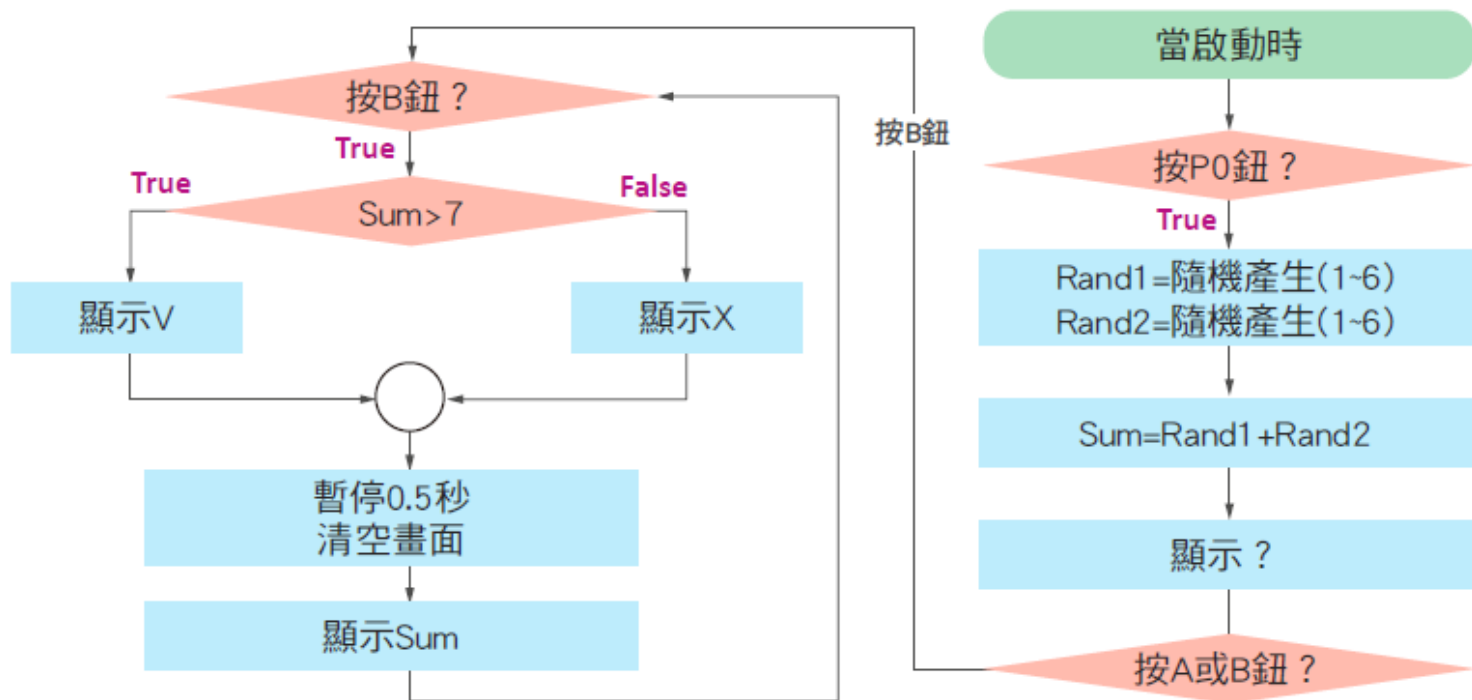 按B鈕？
True
True
False
Sum>7
顯示V
顯示X
暫停0.5秒
清空畫面
顯示Sum
按B鈕
當啟動時
按P0鈕？
True
Rand1=隨機產生(1~6)
Rand2=隨機產生(1~6)
Sum=Rand1+Rand2
顯示？
按A或B鈕？